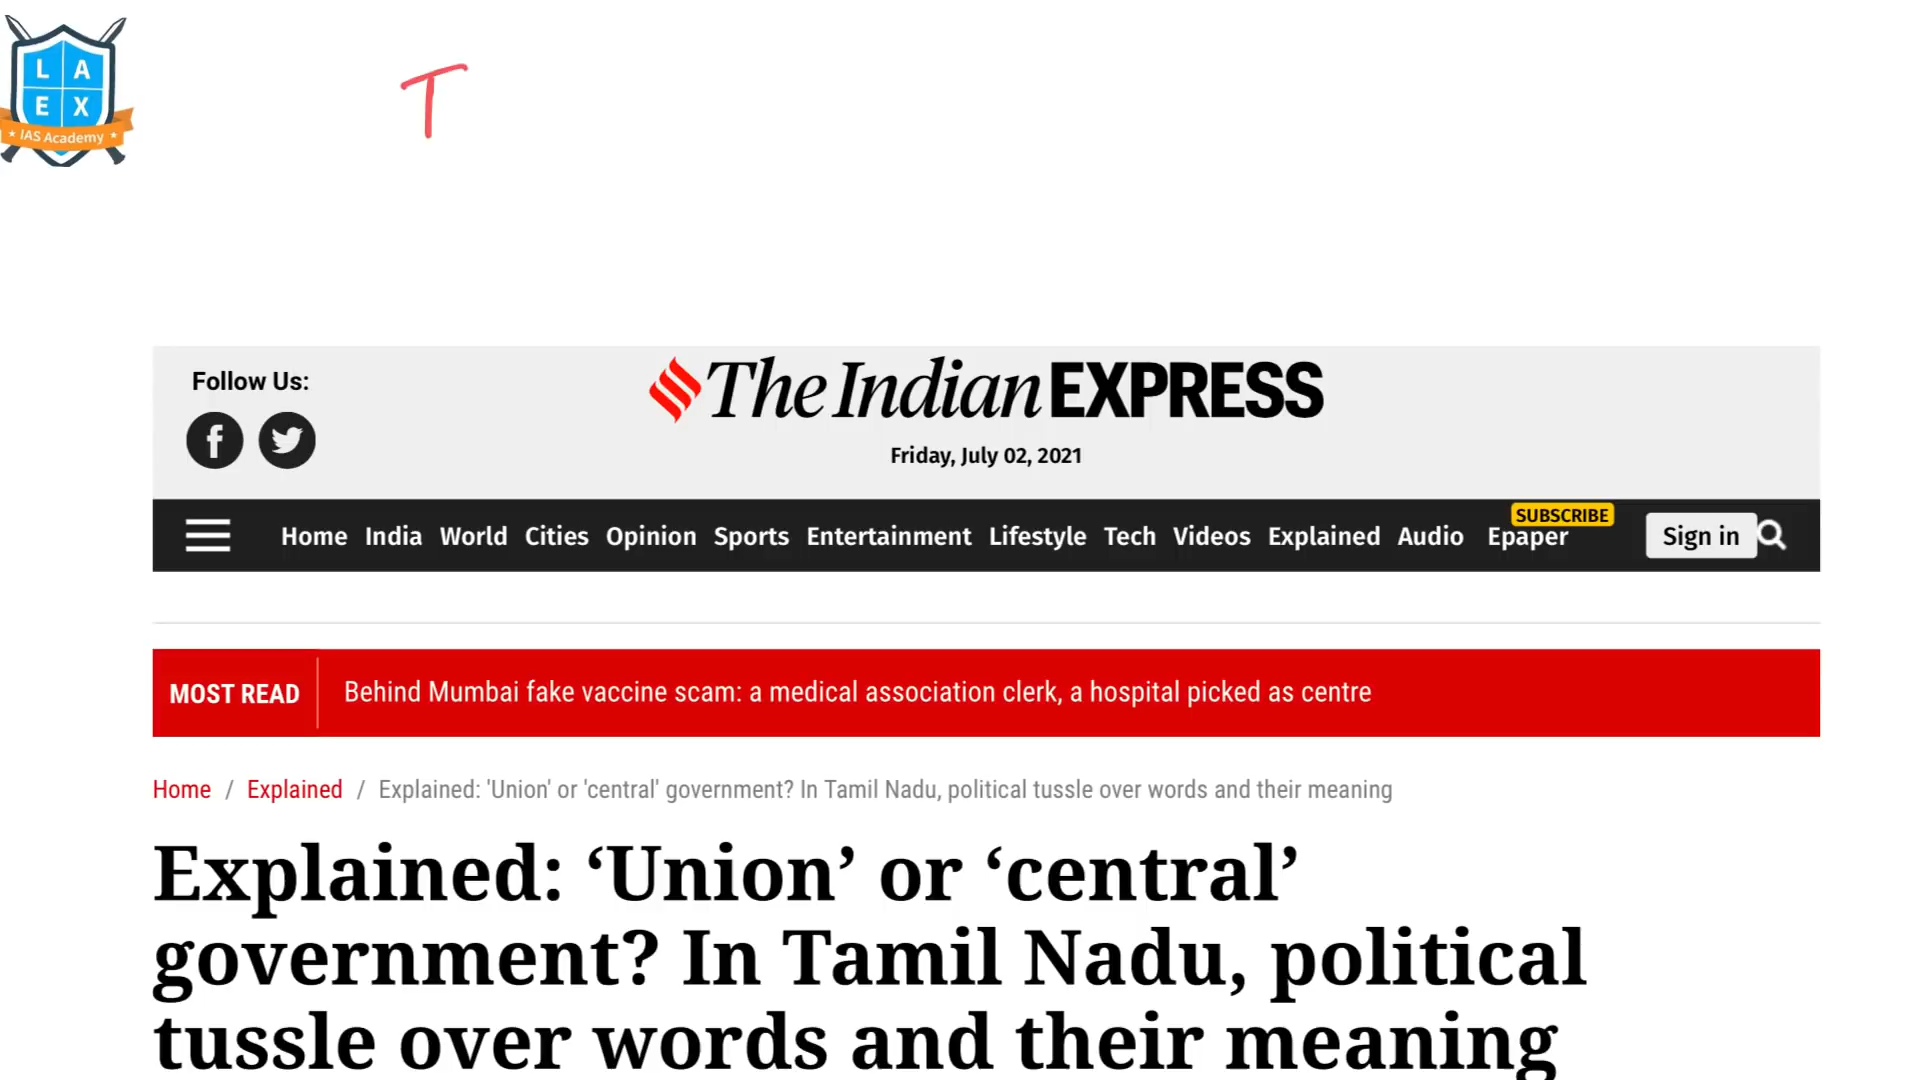 L A
E X
IAS Academy
T
Follow Us:
The Indian EXPRESS
Friday, July 02, 2021
Home India World Cities Opinion Sports Entertainment Lifestyle Tech Videos Explained Audio Epaper SUBSCRIBE Sign in
MOST READ Behind Mumbai fake vaccine scam: a medical association clerk, a hospital picked as centre
Home / Explained / Explained: 'Union' or 'central' government? In Tamil Nadu, political tussle over words and their meaning
Explained: ‘Union’ or ‘central’
government? In Tamil Nadu, political
tussle over words and their meaning